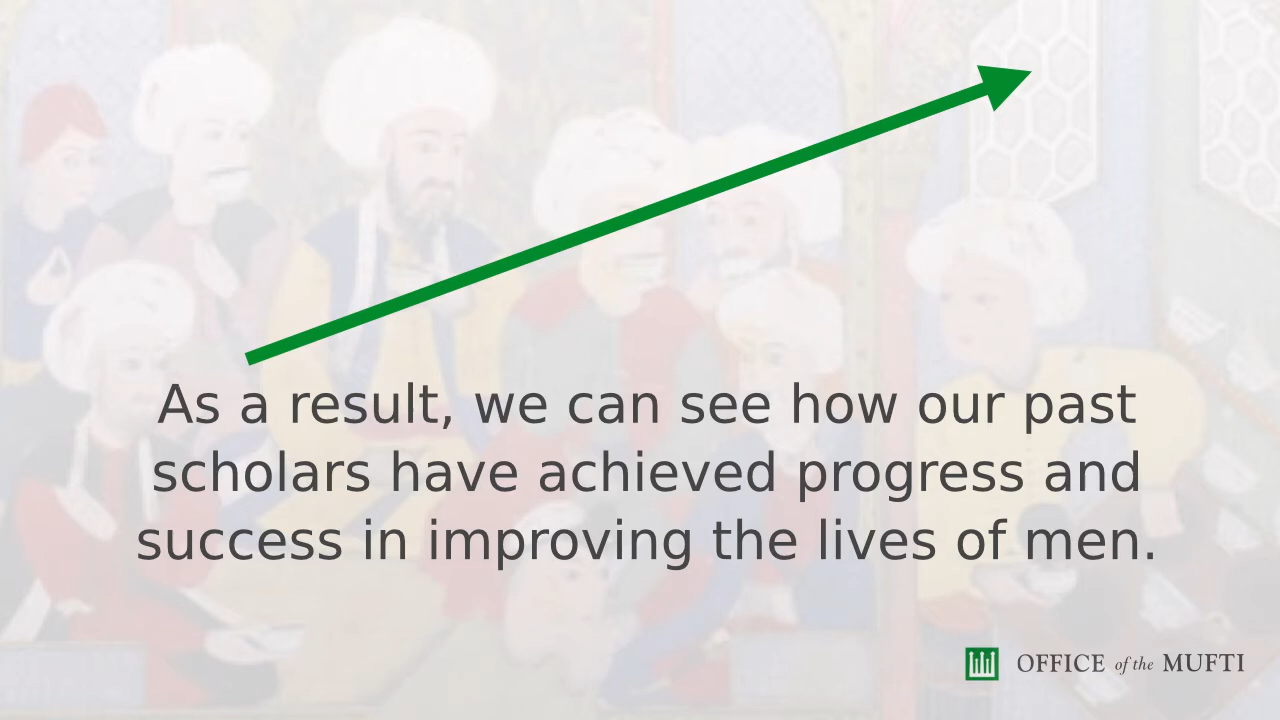 As a result, we can see how our past
scholars have achieved progress and
success in improving the lives of men.
OFFICE of the MUFTI